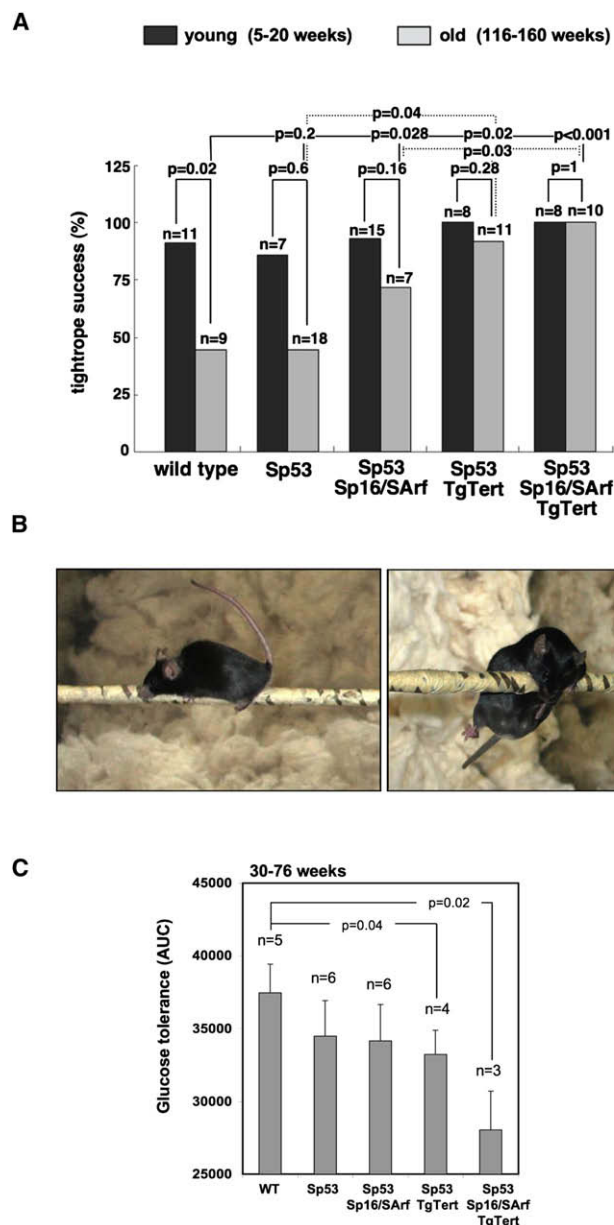 A
young (5-20 weeks) old (116-160 weeks)
p=0.04
p=0.2 p=0.028 p=0.02 p<0.001
p=0.03
p=0.02 p=0.6 p=0.16 p=0.28 p=1
125
100
75
50
25
0
tightrope success (%)
n=11 n=9
n=7 n=18
n=15 n=7
n=8 n=11
n=8 n=10
wild type
Sp53
Sp53
Sp16/SArf
Sp53
TgTert
Sp53
Sp16/SArf
TgTert
B
C
30-76 weeks
45000
40000
35000
30000
25000
Glucose tolerance (AUC)
p=0.02
p=0.04
n=5
n=6
n=6
n=4
n=3
WT
Sp53
Sp53
Sp16/SArf
Sp53
TgTert
Sp53
Sp16/SArf
TgTert